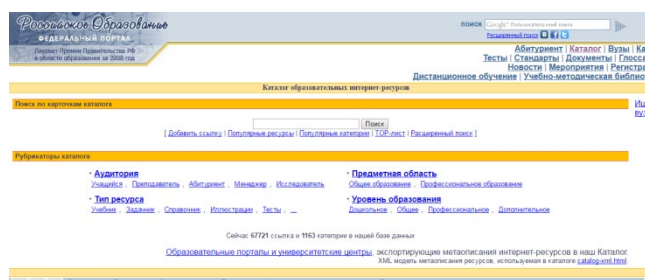 Российское Образование
ФЕДЕРАЛЬНЫЙ ПОРТАЛ
Лауреат Премии Правительства РФ
в области образования за 2008 год
поиск Google
Расширенный поиск
Абитуриент | Каталог | Вузы |
Тесты | Стандарты | Документы |
Новости | Мероприятия |
Дистанционное обучение | Учебно-методическая
Каталог образовательных интернет-ресурсов
Поиск по карточкам каталога
Поиск
[ Добавить ссылку | Популярные ресурсы | Популярные категории | TOP-лист | Расширенный поиск ]
Рубрикаторы каталога
· Аудитория
Учащийся , Преподаватель , Абитуриент , Менеджер , Исследователь
· Предметная область
Общее образование , Профессиональное образование
· Тип ресурса
Учебник , Задачник , Справочник , Иллюстрации , Тесты , ...
· Уровень образования
Дошкольное , Общее , Профессиональное , Дополнительное
Сейчас 67721 ссылка и 1163 категории в нашей базе данных
Образовательные порталы и университетские центры, экспортирующие метаописания интернет-ресурсов в наш Каталог.
XML модель метаописания ресурсов, используемая в каталоге catalog-xml.html